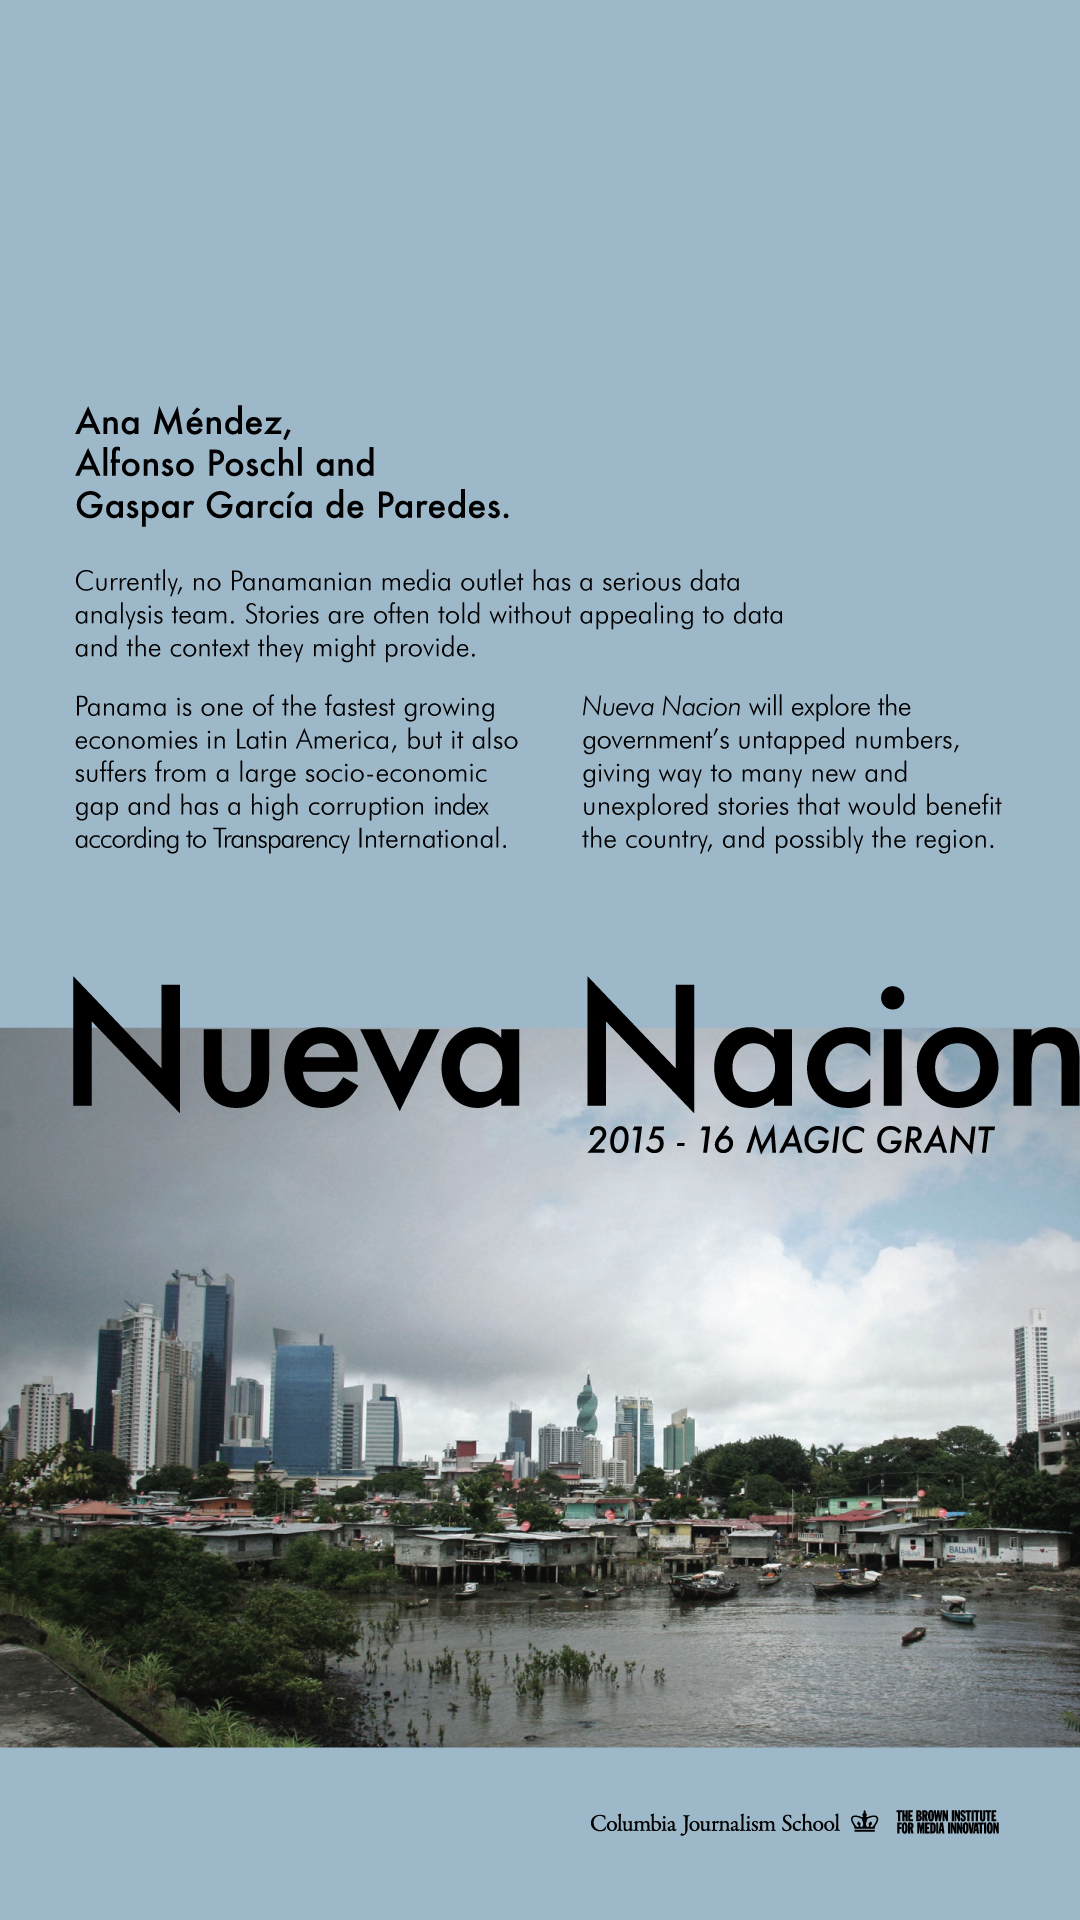 Ana Méndez,
Alfonso Poschl and
Gaspar García de Paredes.
Currently, no Panamanian media outlet has a serious data
analysis team. Stories are often told without appealing to data
and the context they might provide.
Panama is one of the fastest growing
economies in Latin America, but it also
suffers from a large socio-economic
gap and has a high corruption index
according to Transparency International.
Nueva Nacion will explore the
government's untapped numbers,
giving way to many new and
unexplored stories that would benefit
the country, and possibly the region.
Nueva Nacion
2015 - 16 MAGIC GRANT
BALBINA
Columbia Journalism School
THE BROWN INSTITUTE
FOR MEDIA INNOVATION